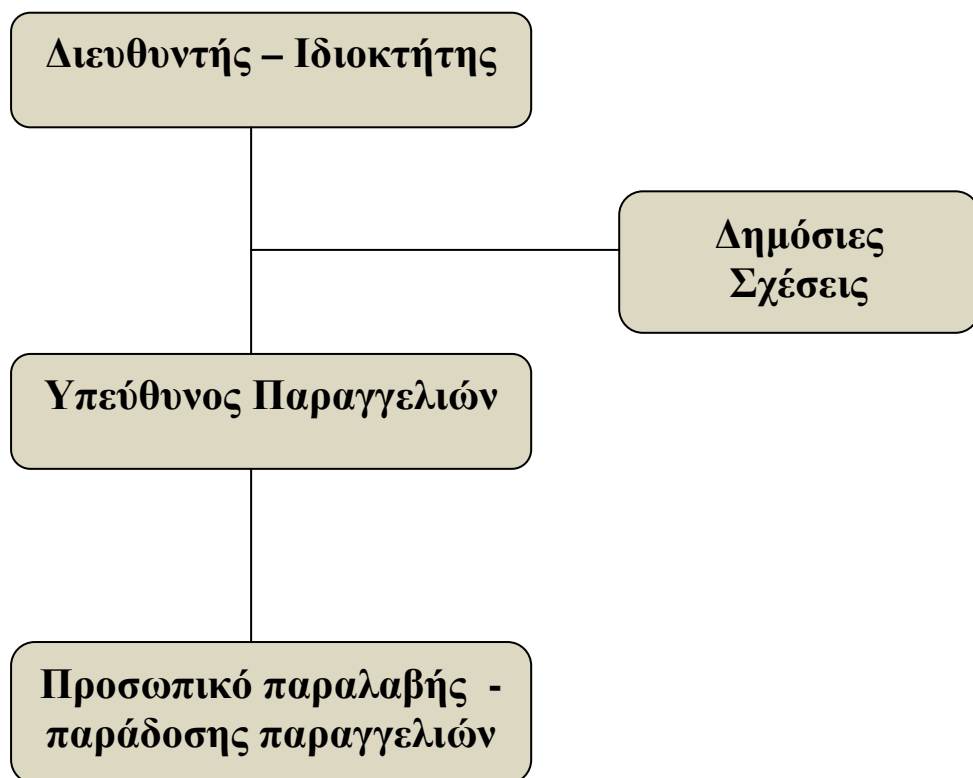 Διευθυντής – Ιδιοκτήτης
Δημόσιες
Σχέσεις
Υπεύθυνος Παραγγελιών
Προσωπικό παραλαβής -
παράδοσης παραγγελιών